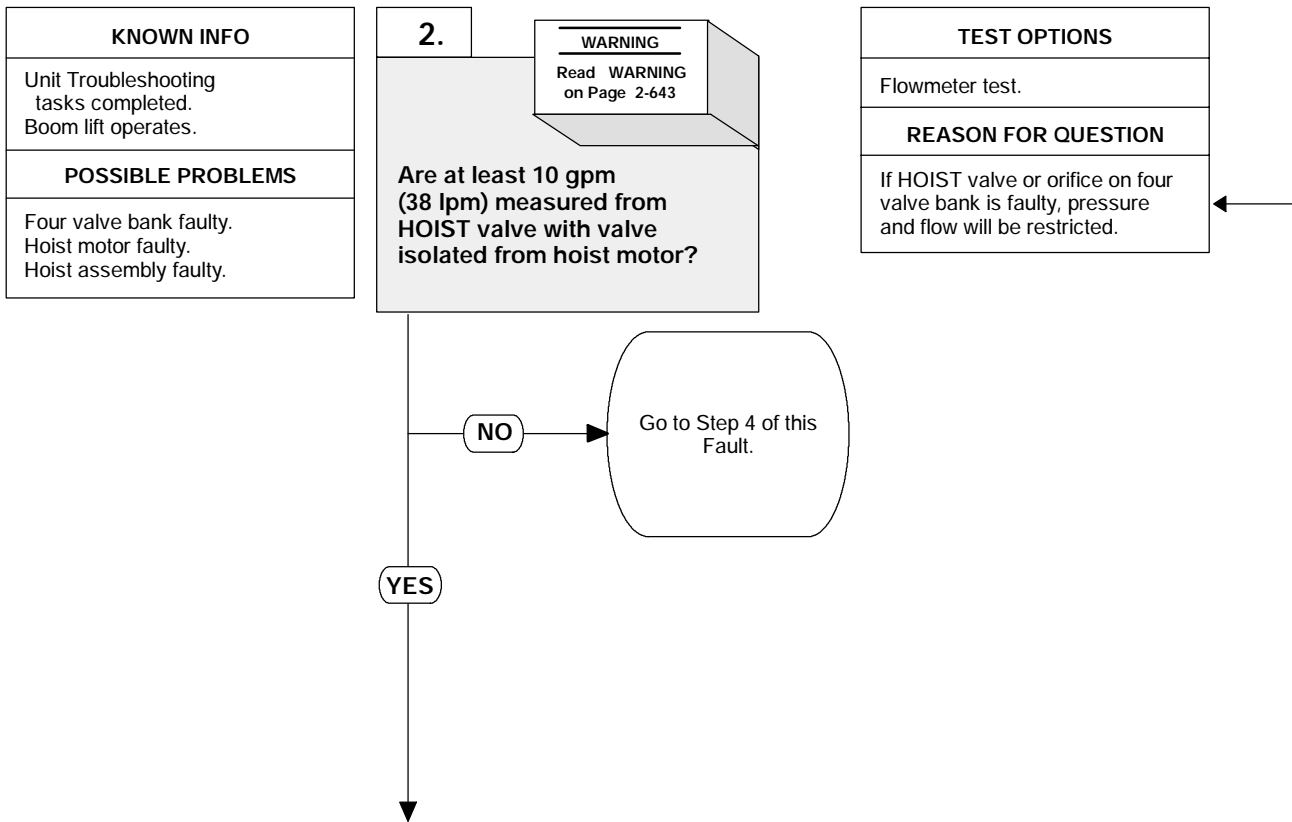 KNOWN INFO
Unit Troubleshooting
tasks completed.
Boom lift operates.
POSSIBLE PROBLEMS
Four valve bank faulty.
Hoist motor faulty.
Hoist assembly faulty.
2.
WARNING
Read WARNING
on Page 2-643
Are at least 10 gpm
(38 lpm) measured from
HOIST valve with valve
isolated from hoist motor?
TEST OPTIONS
Flowmeter test.
REASON FOR QUESTION
If HOIST valve or orifice on four
valve bank is faulty, pressure
and flow will be restricted.
NO
Go to Step 4 of this
Fault.
YES